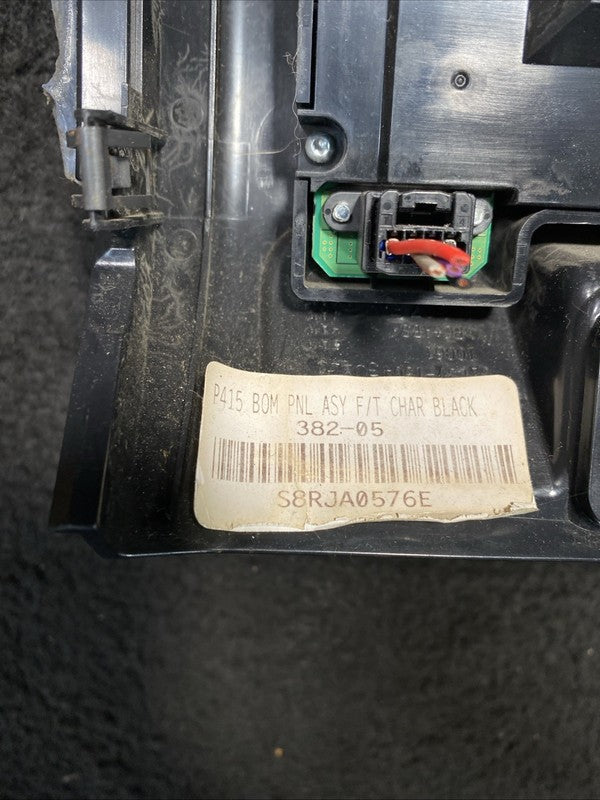 P415 BOM PNL ASY F/T CHAR BLACK
382-05
S8RJA0576E